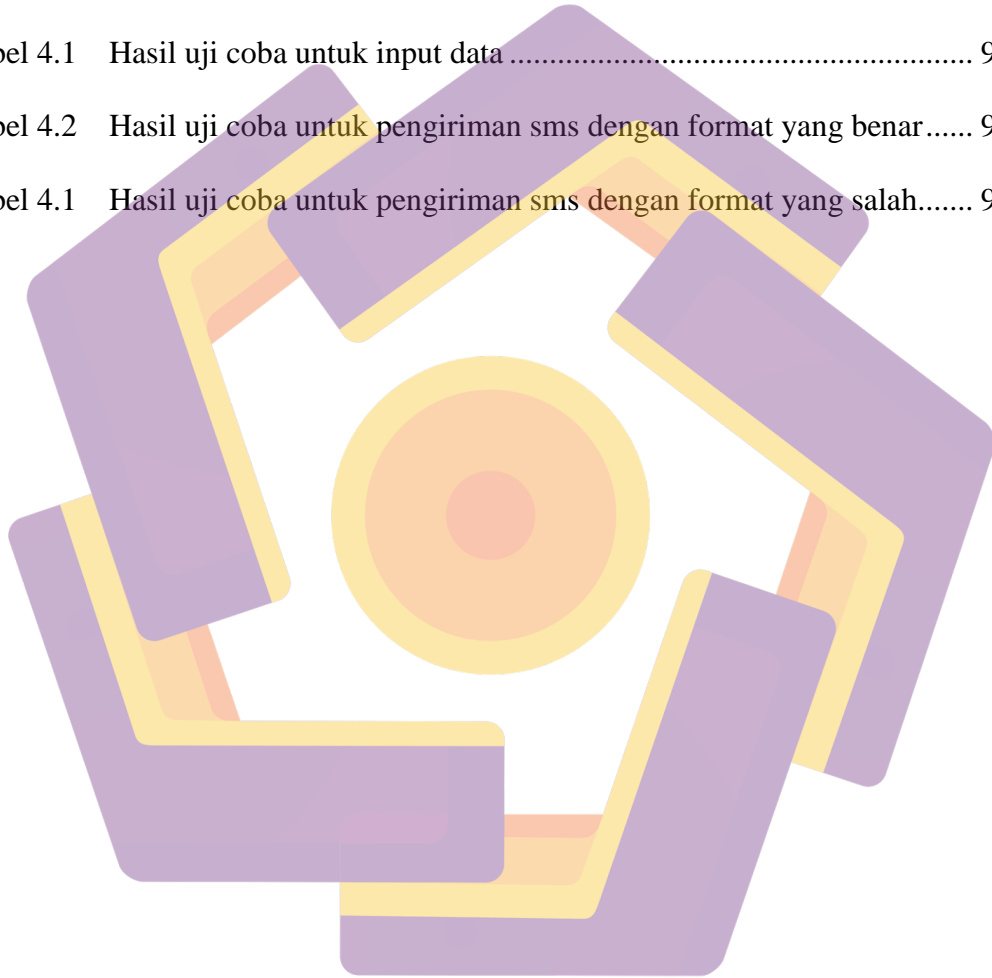 bel 4.1 Hasil uji coba untuk input data ........................................................ 9
bel 4.2 Hasil uji coba untuk pengiriman sms dengan format yang benar ...... 9
bel 4.1 Hasil uji coba untuk pengiriman sms dengan format yang salah....... 9